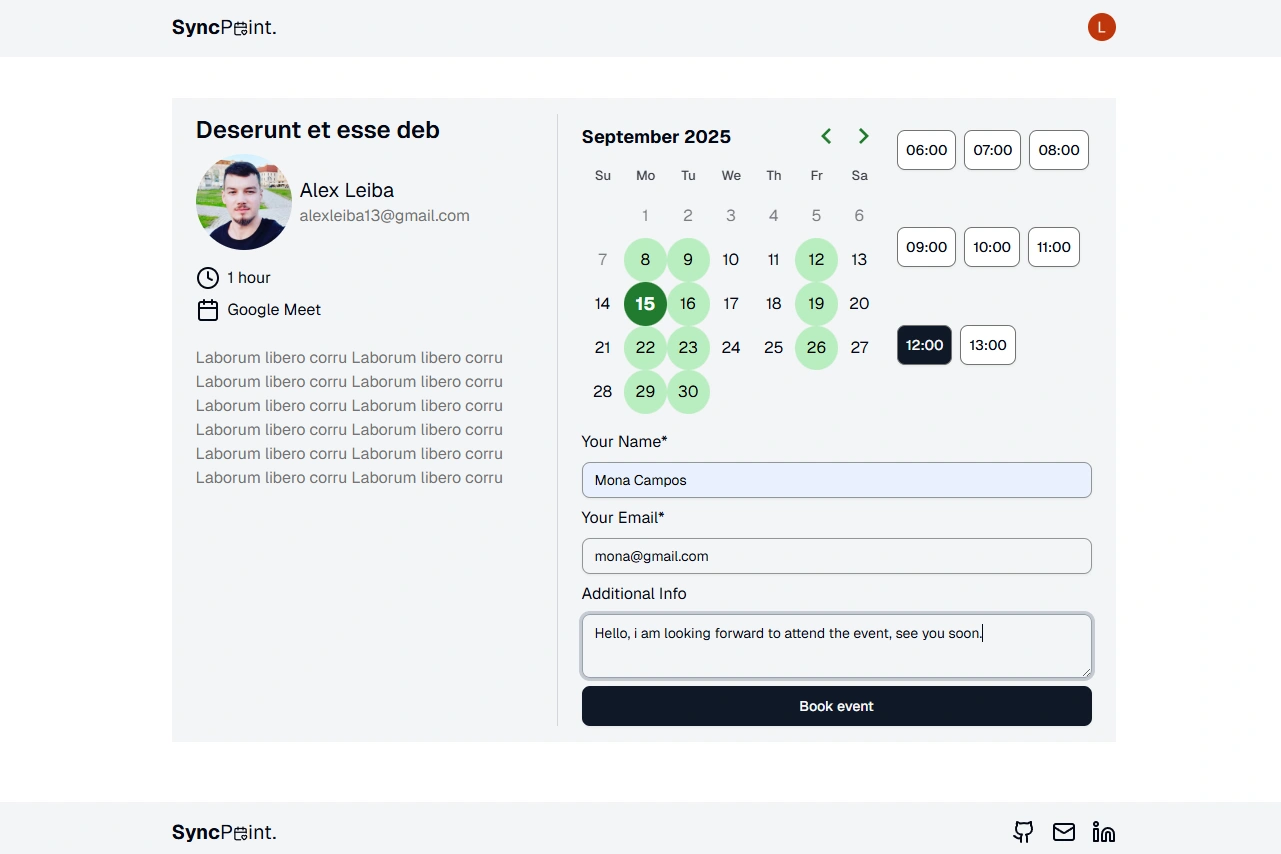 SyncPoint.
L
Deserunt et esse deb
Alex Leiba
alexleiba13@gmail.com
1 hour
Google Meet
Laborum libero corru Laborum libero corru
Laborum libero corru Laborum libero corru
Laborum libero corru Laborum libero corru
Laborum libero corru Laborum libero corru
Laborum libero corru Laborum libero corru
Laborum libero corru Laborum libero corru
September 2025
Su Mo Tu We Th Fr Sa
1 2 3 4 5 6
7 8 9 10 11 12 13
14 15 16 17 18 19 20
21 22 23 24 25 26 27
28 29 30
06:00 07:00 08:00
09:00 10:00 11:00
12:00 13:00
Your Name*
Mona Campos
Your Email*
mona@gmail.com
Additional Info
Hello, i am looking forward to attend the event, see you soon.
Book event
SyncPoint.
in